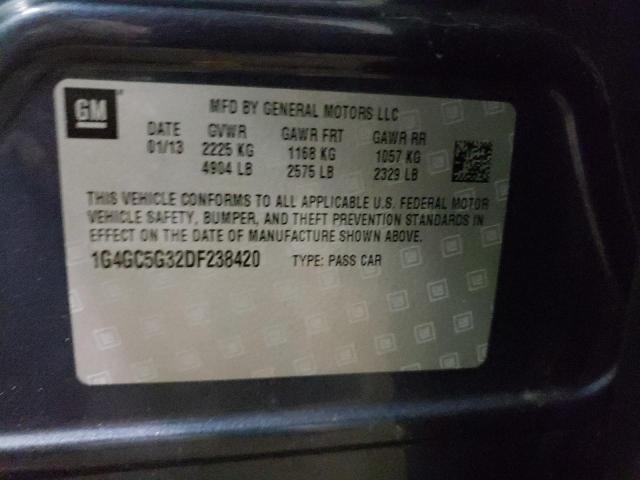 GM
MFD BY GENERAL MOTORS LLC
DATE GVWR GAWR FRT GAWR RR
01/13 2225 KG 1168 KG 1057 KG
4904 LB 2575 LB 2329 LB
THIS VEHICLE CONFORMS TO ALL APPLICABLE U.S. FEDERAL MOTOR
VEHICLE SAFETY, BUMPER, AND THEFT PREVENTION STANDARDS IN
EFFECT ON THE DATE OF MANUFACTURE SHOWN ABOVE.
1G4GC5G32DF238420 TYPE: PASS CAR